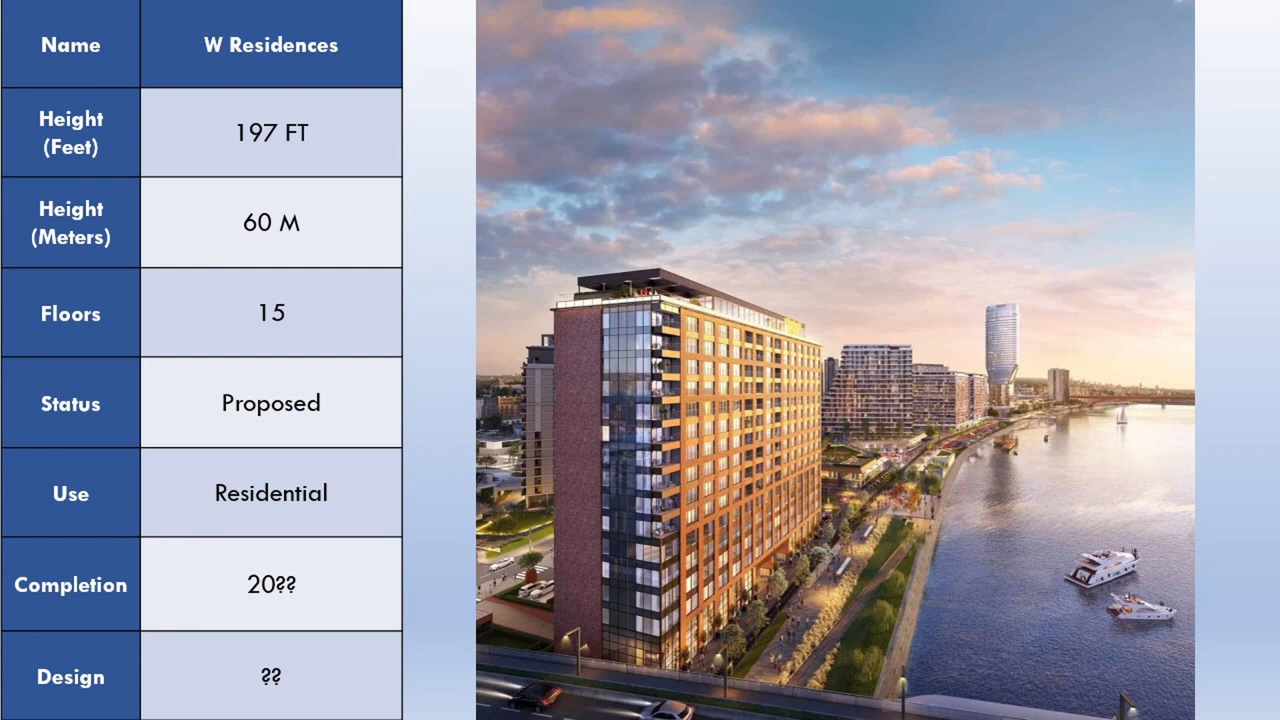 Name
W Residences
Height
(Feet)
197 FT
Height
(Meters)
60 M
Floors
15
Status
Proposed
Use
Residential
Completion
20??
Design
??